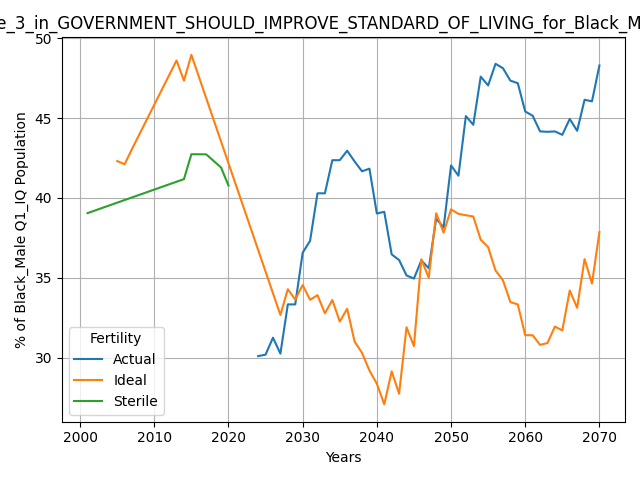 e_3_in_GOVERNMENT_SHOULD_IMPROVE_STANDARD_OF_LIVING_for_Black_M
% of Black_Male Q1_IQ Population
50
45
40
35
30
Fertility
Actual
Ideal
Sterile
2000 2010 2020 2030 2040 2050 2060 2070
Years